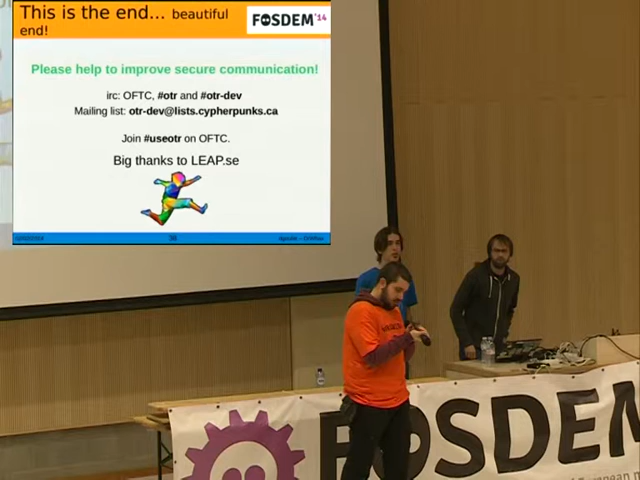 This is the end... beautiful
end!
FOSDEM'14
Please help to improve secure communication!
irc: OFTC, #otr and #otr-dev
Mailing list: otr-dev@lists.cypherpunks.ca
Join #useotr on OFTC.
Big thanks to LEAP.se
36
FOSDEM